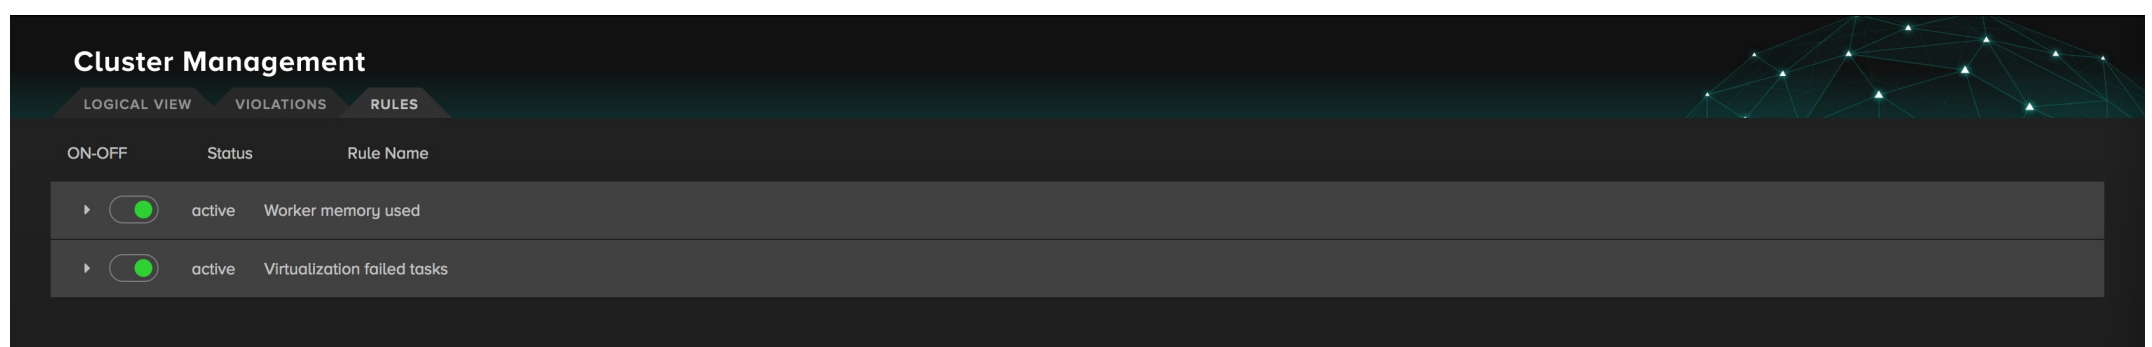 Cluster Management
LOGICAL VIEW VIOLATIONS RULES
ON-OFF Status Rule Name
active Worker memory used
active Virtualization failed tasks